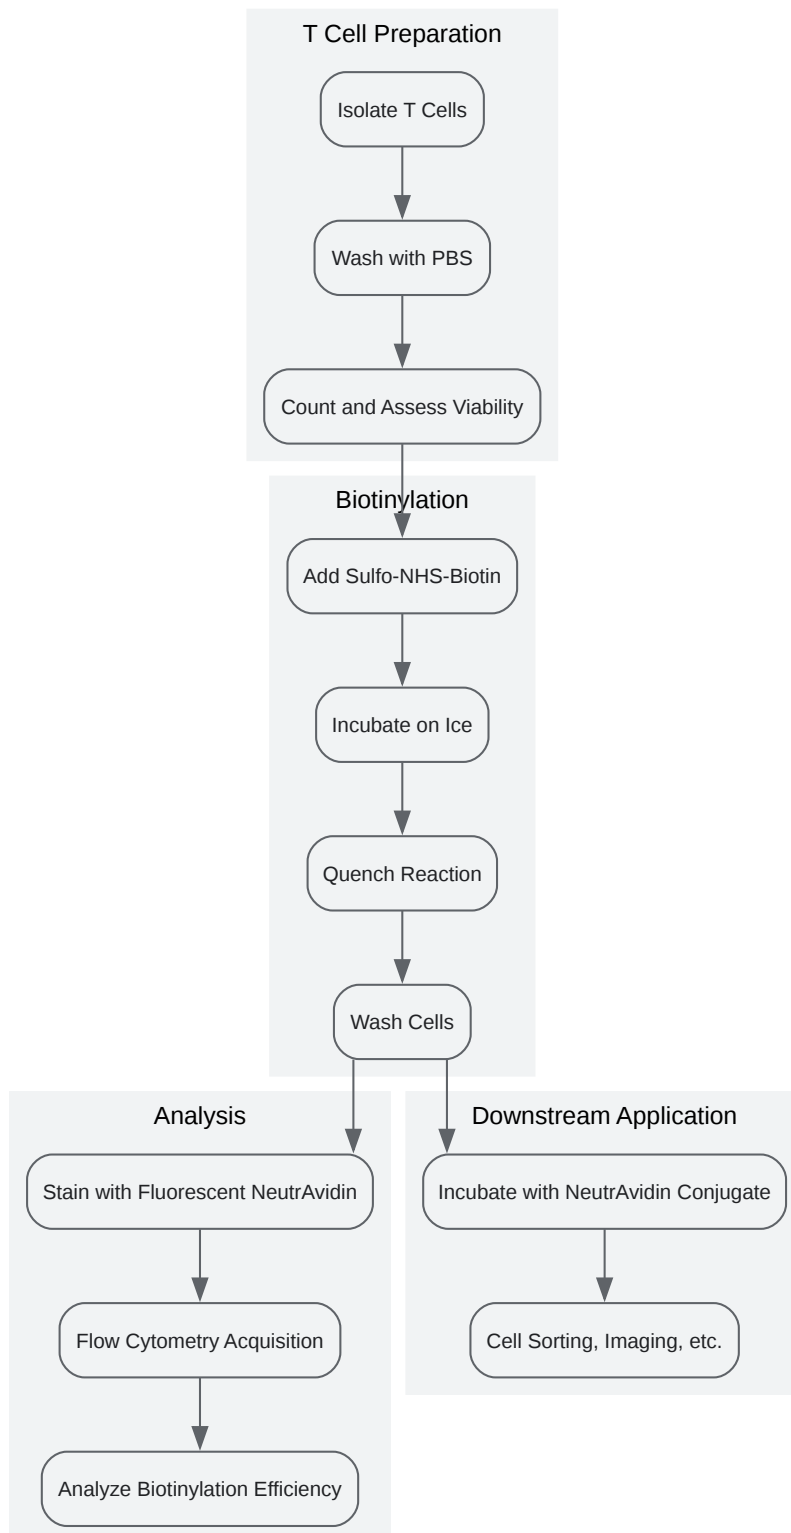 T Cell Preparation
Isolate T Cells
Wash with PBS
Count and Assess Viability
Biotinylation
Add Sulfo-NHS-Biotin
Incubate on Ice
Quench Reaction
Wash Cells
Analysis
Stain with Fluorescent NeutrAvidin
Flow Cytometry Acquisition
Analyze Biotinylation Efficiency
Downstream Application
Incubate with NeutrAvidin Conjugate
Cell Sorting, Imaging, etc.